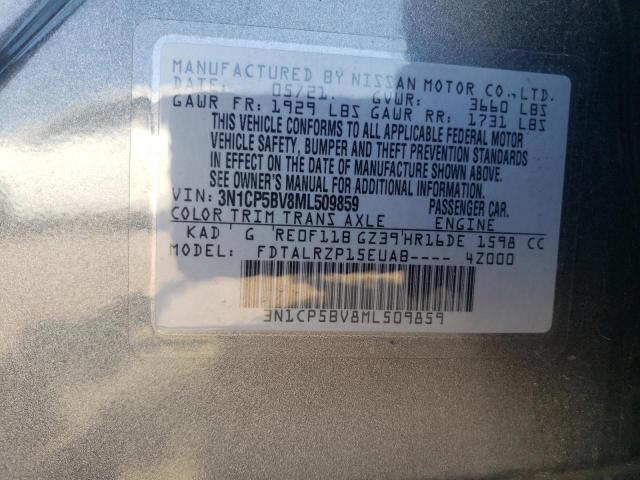 MANUFACTURED BY NISSAN MOTOR CO.,LTD.
DATE: 05/21. GVWR: 3660 LBS
GAWR FR: 1929 LBS GAWR RR: 1731 LBS
THIS VEHICLE CONFORMS TO ALL APPLICABLE FEDERAL MOTOR
VEHICLE SAFETY, BUMPER AND THEFT PREVENTION STANDARDS
IN EFFECT ON THE DATE OF MANUFACTURE SHOWN ABOVE.
SEE OWNER'S MANUAL FOR ADDITIONAL INFORMATION.
VIN: 3N1CP5BV8ML509859 PASSENGER CAR.
COLOR TRIM TRANS AXLE ENGINE
KAD G RE0F11B GZ39 HR16DE 1598 CC
MODEL: FDTALRZP15EUAB---- 4Z000
3N1CP5BV8ML509859